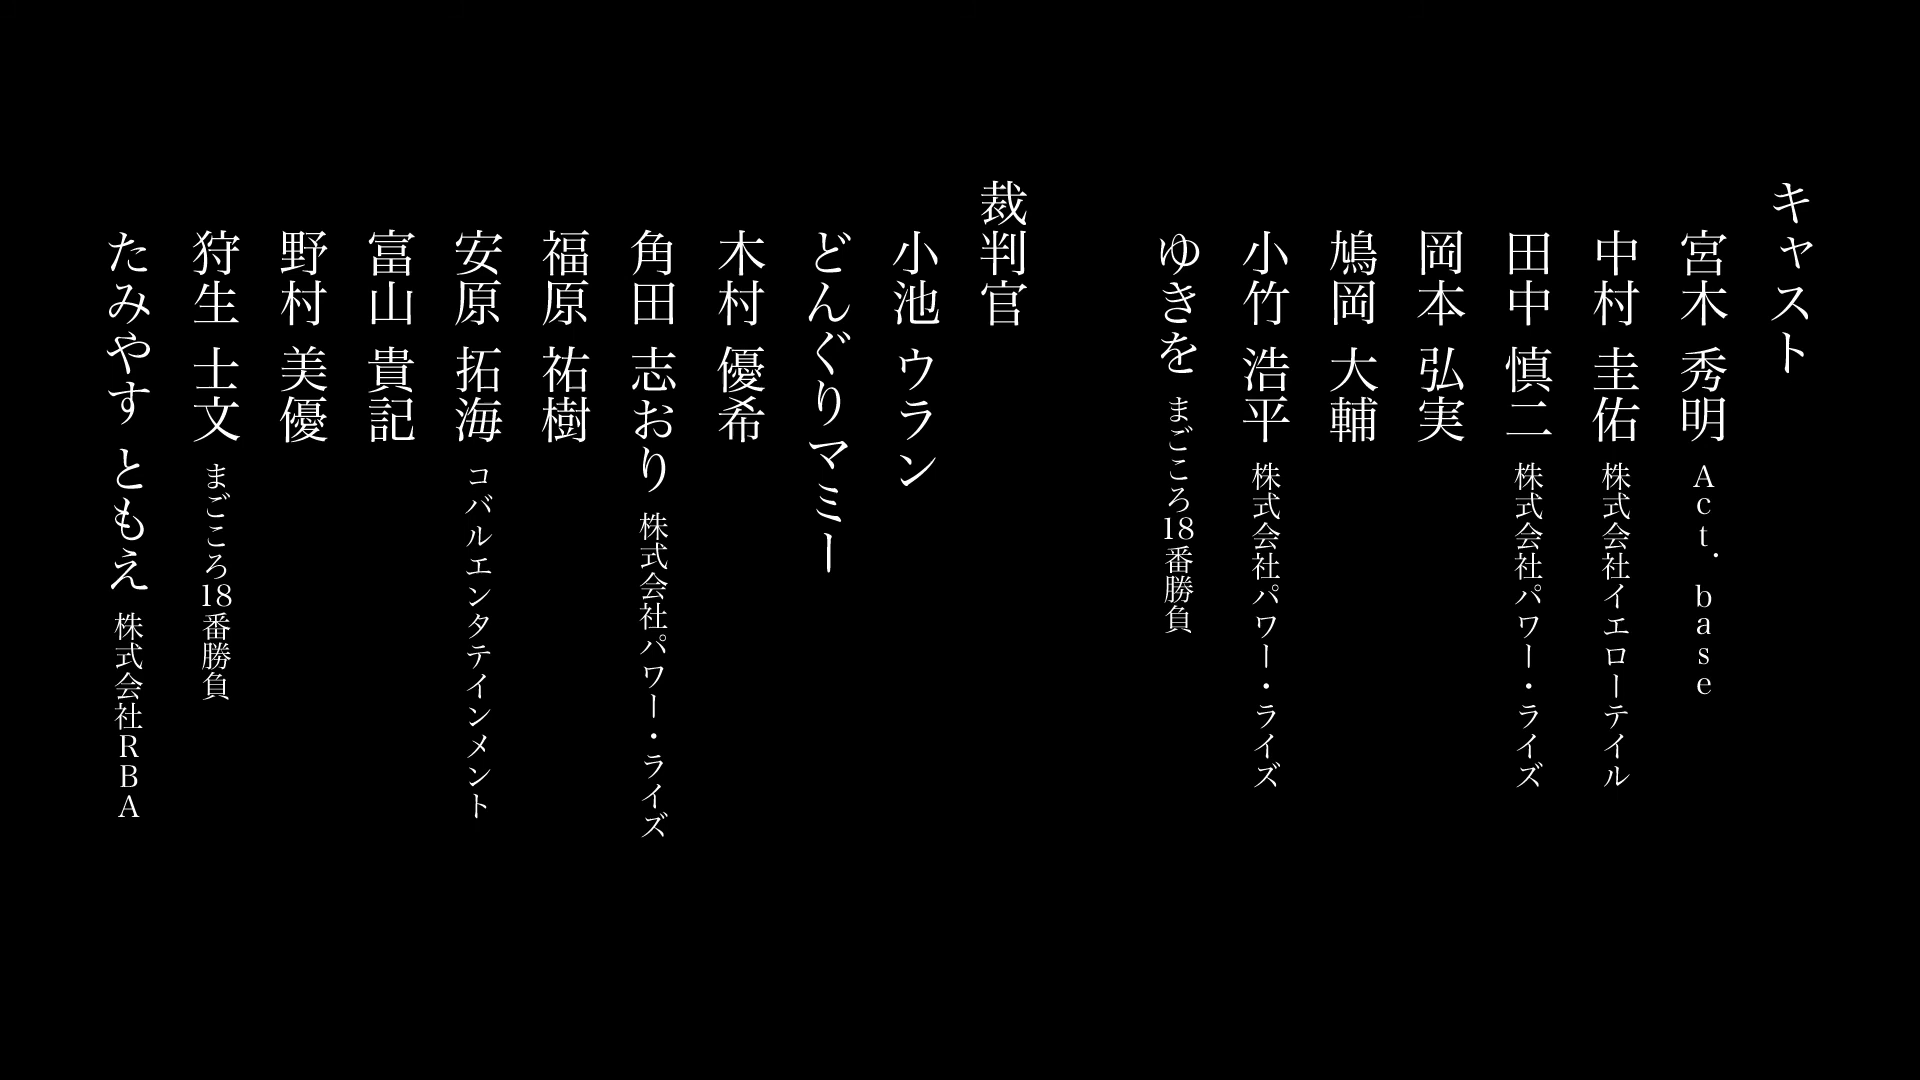 キャスト
宮木 秀明 Act. base
中村 圭佑 株式会社イエローテイル
田中 慎二 株式会社パワー・ライズ
岡本 弘実
鳩岡 大輔
小竹 浩平 株式会社パワー・ライズ
ゆきを まごころ18番勝負
裁判官
小池 ウラン
どんぐりマミー
木村 優希
角田 志おり 株式会社パワー・ライズ
福原 祐樹
安原 拓海 コバルエンタテインメント
富山 貴記
野村 美優
狩生 士文 まごころ18番勝負
たみやす ともえ 株式会社RBA